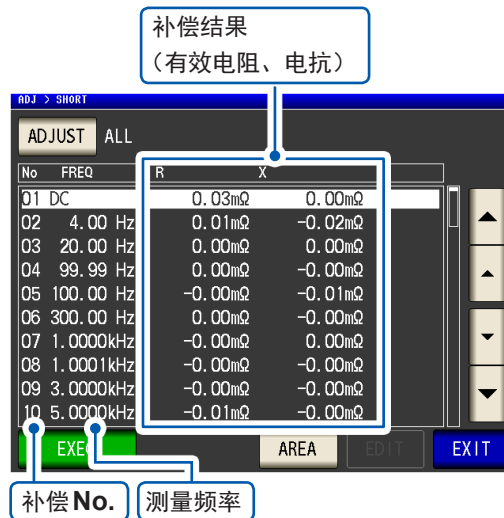 补偿结果
（有效电阻、电抗）
ADJ > SHORT
ADJUST ALL
No FREQ R X
01 DC 0.03mΩ 0.00mΩ
02 4.00 Hz 0.01mΩ -0.02mΩ
03 20.00 Hz 0.00mΩ 0.00mΩ
04 99.99 Hz 0.00mΩ -0.00mΩ
05 100.00 Hz -0.00mΩ -0.01mΩ
06 300.00 Hz 0.00mΩ 0.00mΩ
07 1.0000kHz -0.00mΩ 0.00mΩ
08 1.0001kHz -0.00mΩ -0.00mΩ
09 3.0000kHz -0.00mΩ -0.00mΩ
10 5.0000kHz -0.01mΩ -0.00mΩ
EXEC AREA EDIT EXIT
补偿No. 测量频率